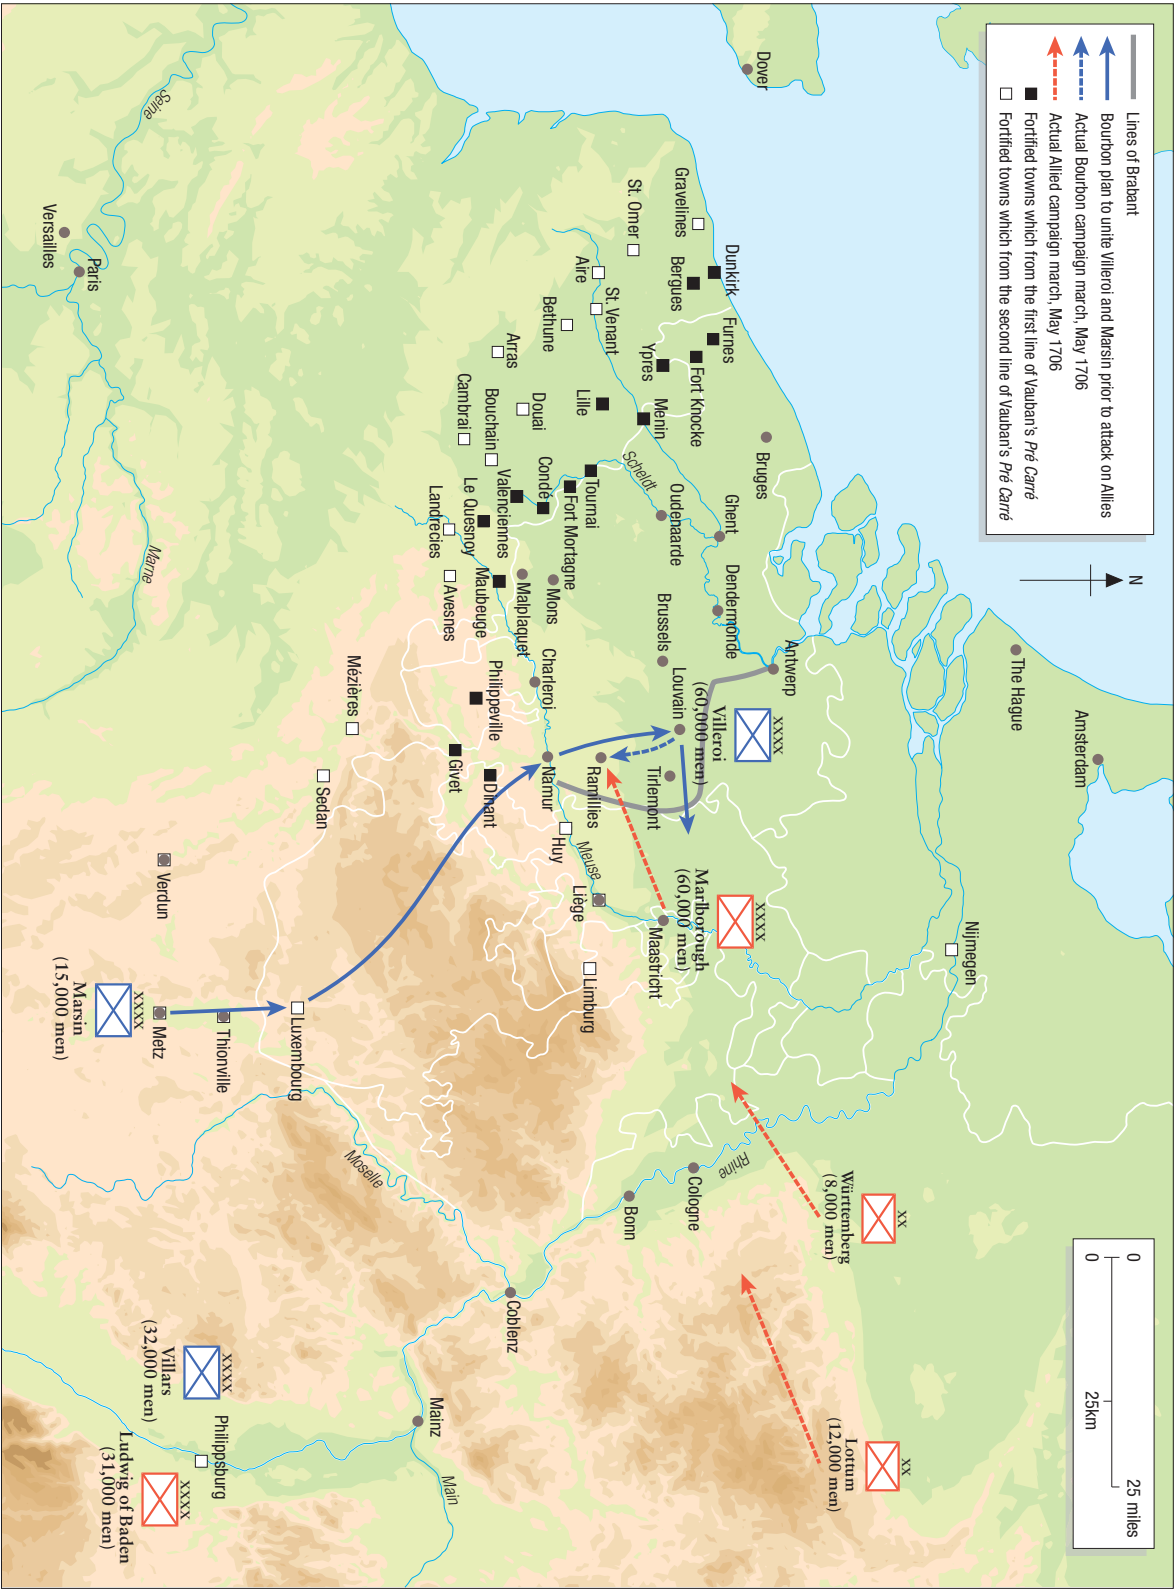 Lines of Brabant
Bourbon plan to unite Villeroi and Marsin prior to attack on Allies
Actual Bourbon campaign march, May 1706
Actual Allied campaign march, May 1706
Fortified towns which from the first line of Vauban's Pré Carré
Fortified towns which from the second line of Vauban's Pré Carré
N
0 25 miles
0 25km
Dover
The Hague
Amsterdam
Nijmegen
Gravelines
St. Omer
Dunkirk
Bergues
Furnes
Fort Knocke
Ypres
Aire
St. Venant
Bethune
Arras
Lille
Menin
Bruges
Ghent
Scheldt
Oudenaarde
Dendermonde
Antwerp
Brussels
Louvain
XXXX
Villeroi
(60,000 men)
Tirlemont
Ramillies
XXXX
Marlborough
(60,000 men)
Maastricht
Liège
Meuse
Huy
Limburg
Namur
Charleroi
Mons
Malplaquet
Maubeuge
Tournai
Fort Mortagne
Condé
Valenciennes
Le Quesnoy
Landrecies
Avesnes
Douai
Bouchain
Cambrai
Philippeville
Givet
Dinant
Mézières
Sedan
Verdun
Seine
Versailles
Paris
Marne
Luxembourg
Thionville
Metz
XXXX
Marsin
(15,000 men)
Moselle
Rhine
Cologne
Bonn
Coblenz
Mainz
Main
XX
Württemberg
(8,000 men)
XX
Lottum
(12,000 men)
XXXX
Villars
(32,000 men)
Philippsburg
XXXX
Ludwig of Baden
(31,000 men)